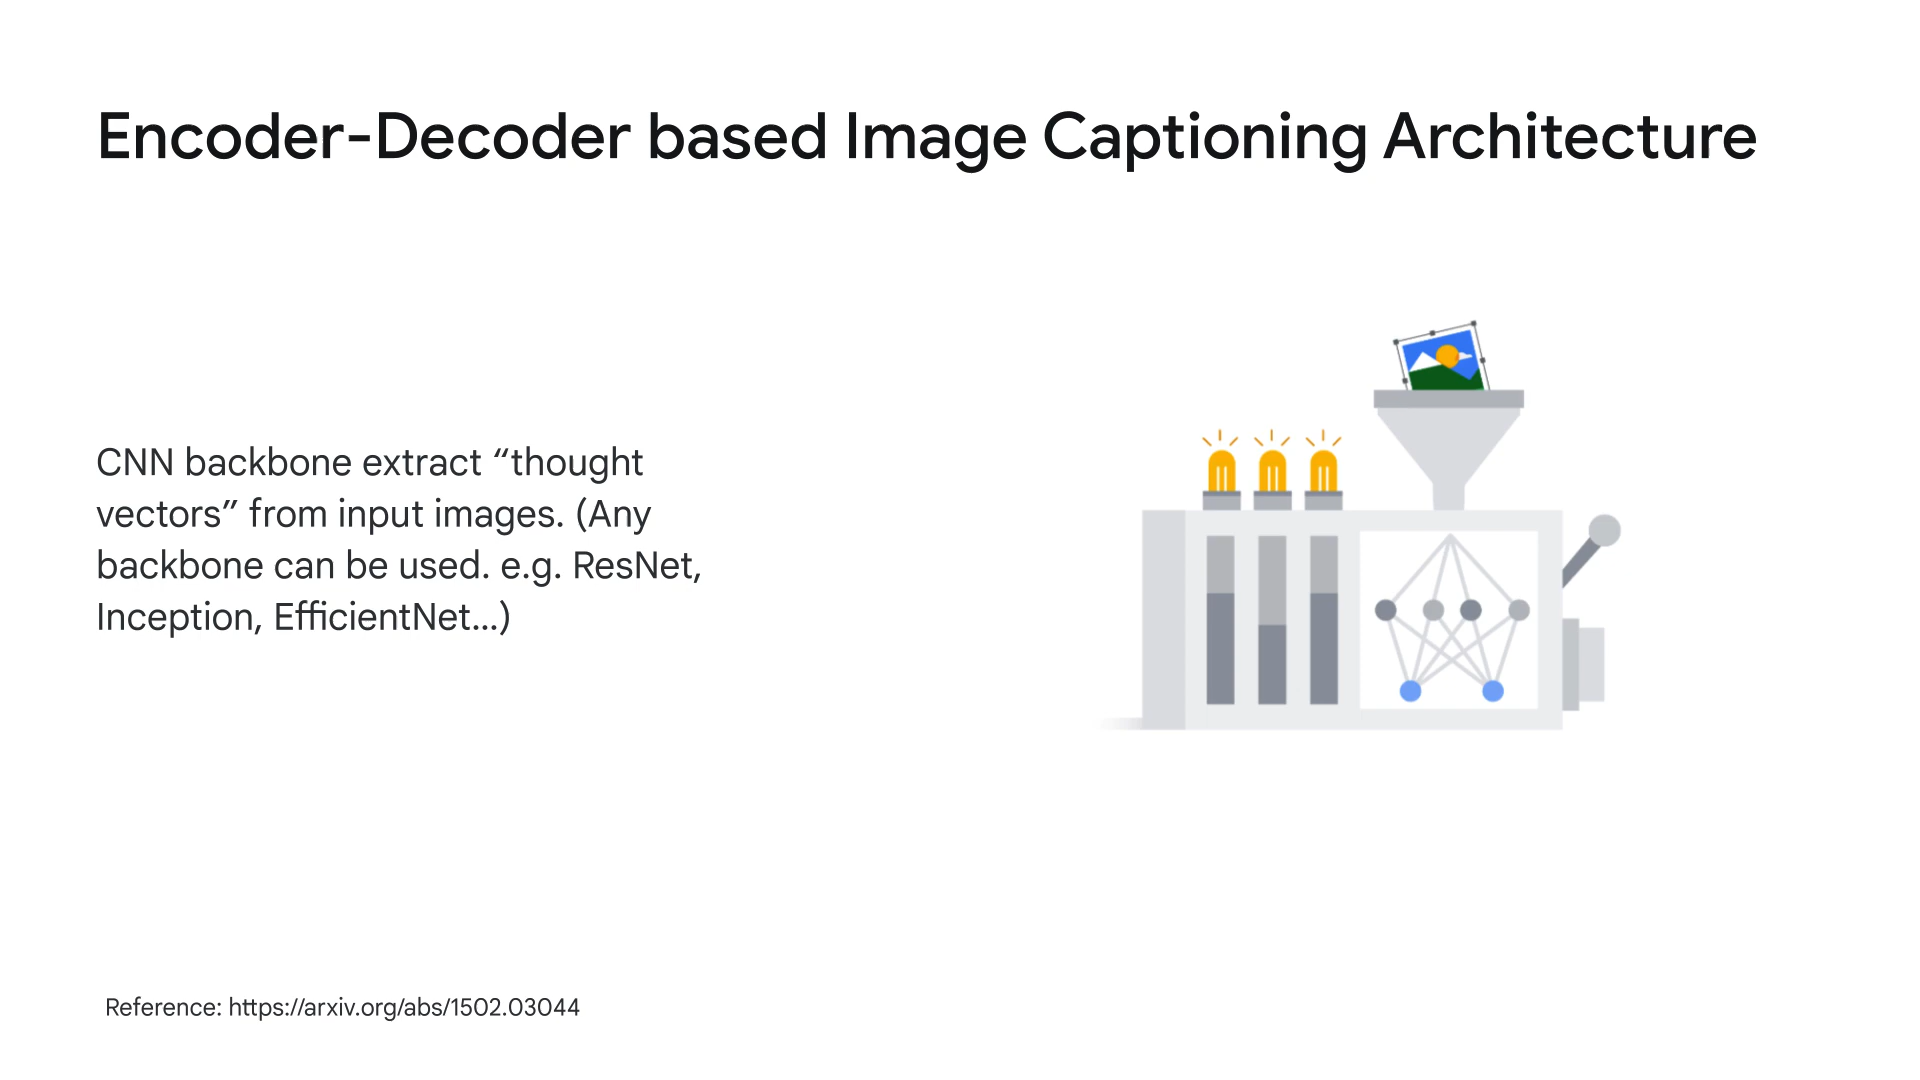 Encoder-Decoder based Image Captioning Architecture
CNN backbone extract “thought
vectors” from input images. (Any
backbone can be used. e.g. ResNet,
Inception, EfficientNet...)
Reference: https://arxiv.org/abs/1502.03044